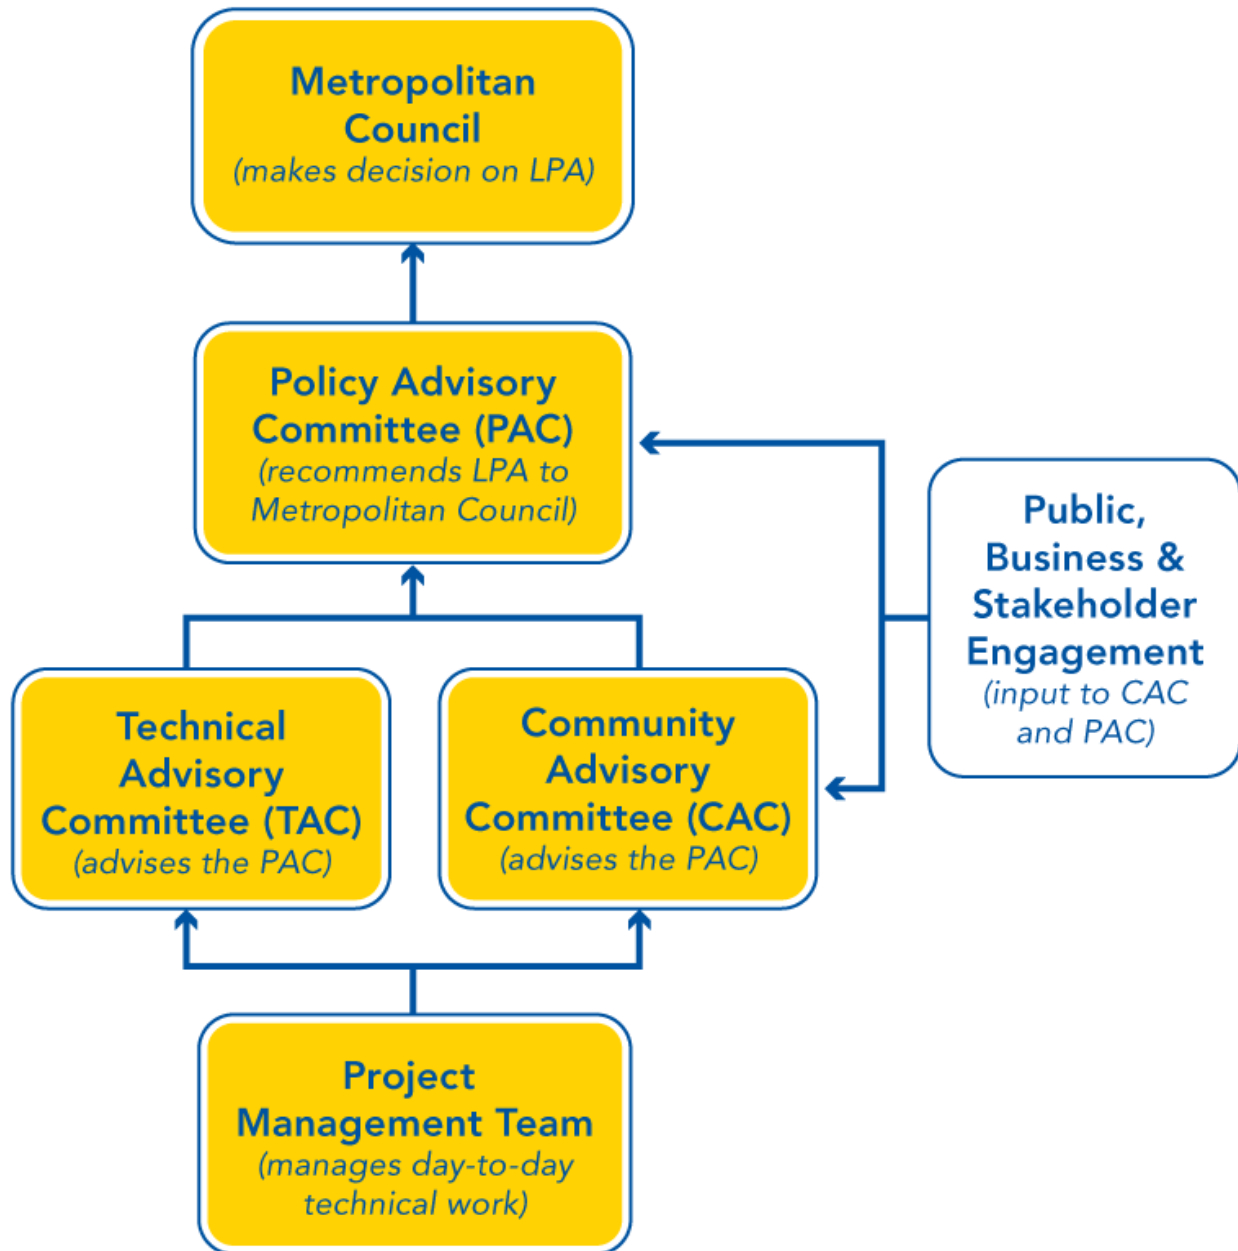 Metropolitan
Council
(makes decision on LPA)
Policy Advisory
Committee (PAC)
(recommends LPA to
Metropolitan Council)
Public,
Business &
Stakeholder
Engagement
(input to CAC
and PAC)
Technical
Advisory
Committee (TAC)
(advises the PAC)
Community
Advisory
Committee (CAC)
(advises the PAC)
Project
Management Team
(manages day-to-day
technical work)